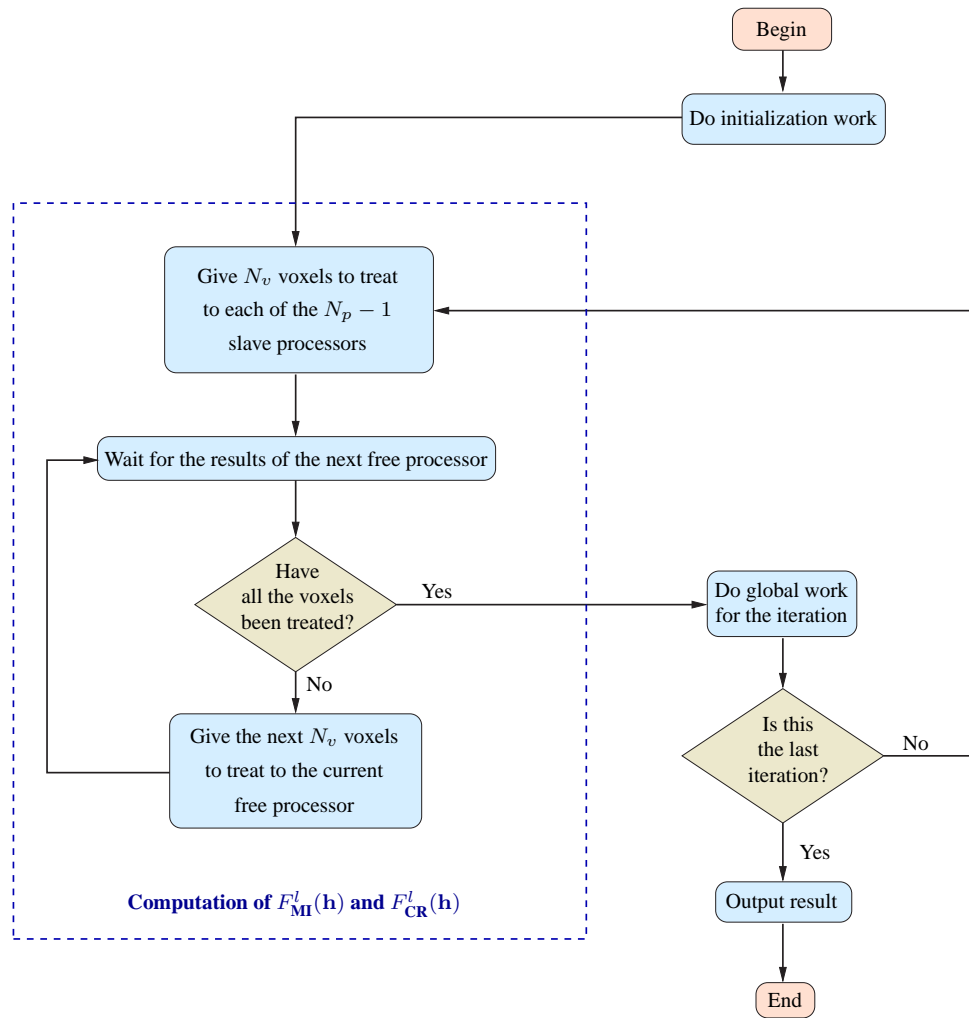 Begin
Do initialization work
Give $N_v$ voxels to treat
to each of the $N_p - 1$
slave processors
Wait for the results of the next free processor
Have
all the voxels
been treated?
Yes
No
Give the next $N_v$ voxels
to treat to the current
free processor
Computation of $F^l_{\mathbf{MI}}(\mathbf{h})$ and $F^l_{\mathbf{CR}}(\mathbf{h})$
Do global work
for the iteration
Is this
the last
iteration?
No
Yes
Output result
End